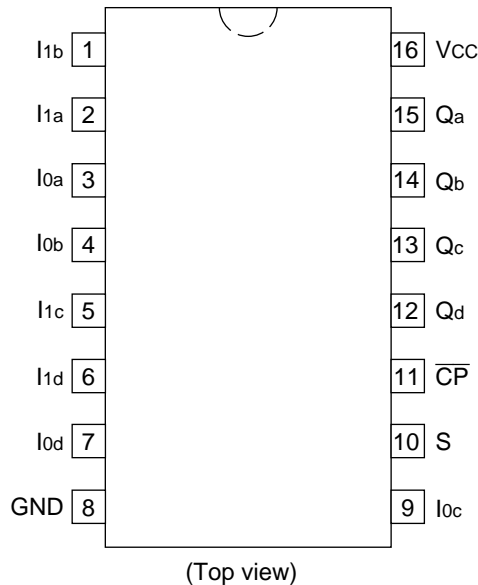 I1b 1 16 VCC
I1a 2 15 Qa
I0a 3 14 Qb
I0b 4 13 Qc
I1c 5 12 Qd
I1d 6 11 C̅P̅
I0d 7 10 S
GND 8 9 I0c
(Top view)